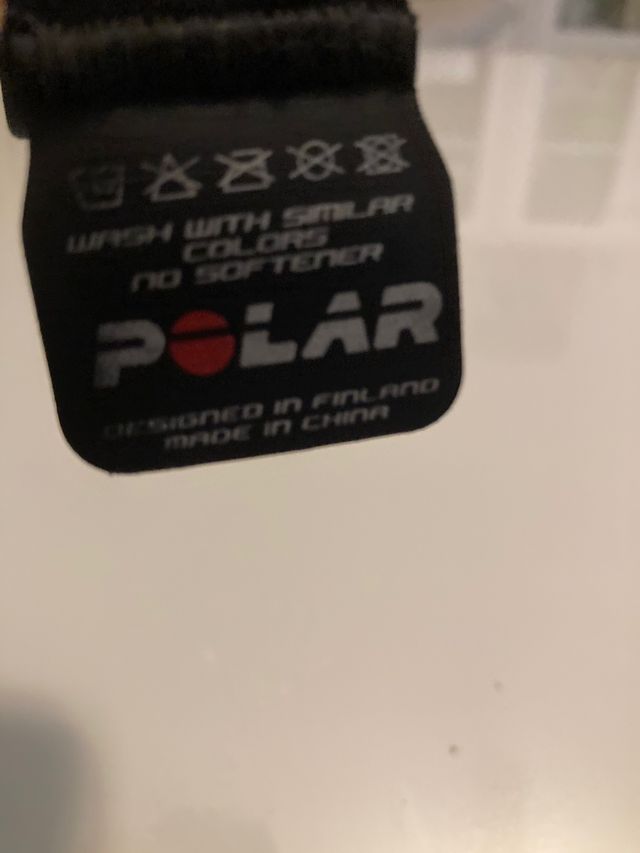 WASH WITH SIMILAR
COLORS
NO SOFTENER
POLAR
DESIGNED IN FINLAND
MADE IN CHINA